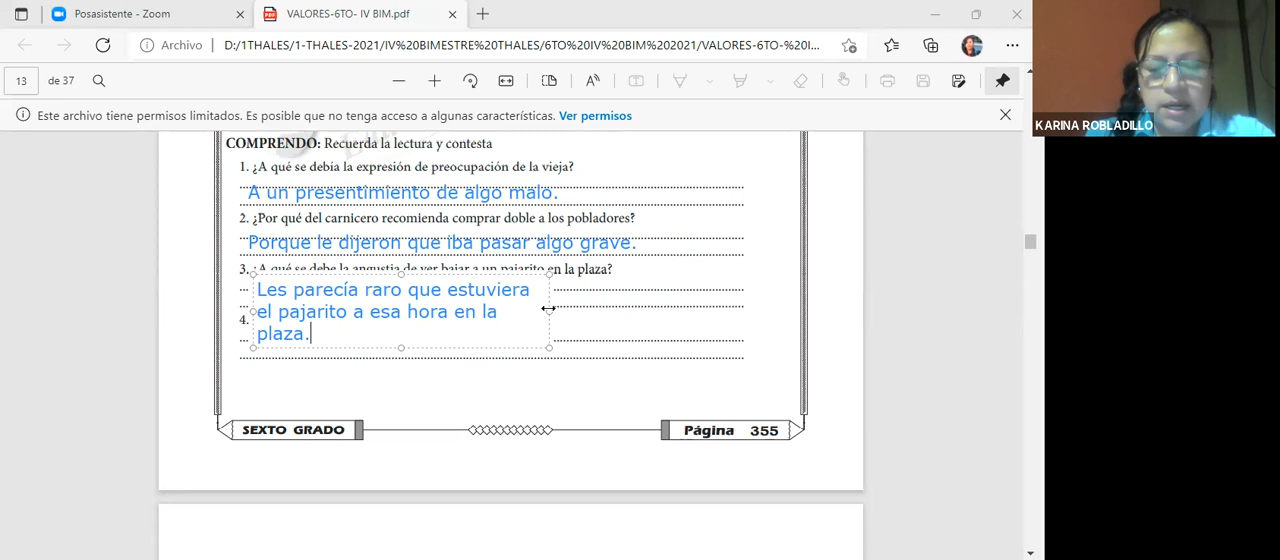 Posasistente - Zoom
VALORES-6TO- IV BIM.pdf
Archivo
D:/1THALES/1-THALES-2021/IV%20BIMESTRE%20THALES/6TO%20IV%20BIM%202021/VALORES-6TO-%20I...
13 de 37
Este archivo tiene permisos limitados. Es posible que no tenga acceso a algunas características. Ver permisos
KARINA ROBLADILLO
COMPRENDO: Recuerda la lectura y contesta
1. ¿A qué se debía la expresión de preocupación de la vieja?
A un presentimiento de algo malo.
2. ¿Por qué del carnicero recomienda comprar doble a los pobladores?
Porque le dijeron que iba pasar algo grave.
3. ¿A qué se debe la angustia de ver bajar a un pajarito en la plaza?
Les parecía raro que estuviera
el pajarito a esa hora en la
plaza.
4.
SEXTO GRADO
Página 355